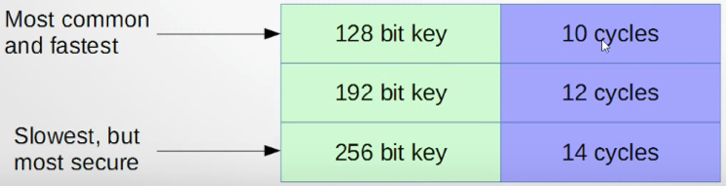 Most common
and fastest
128 bit key 10 cycles
192 bit key 12 cycles
Slowest, but
most secure
256 bit key 14 cycles